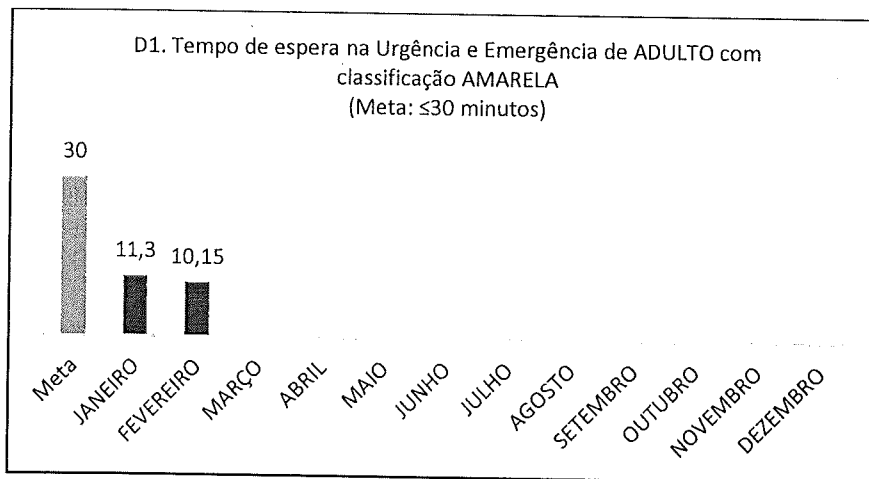 D1. Tempo de espera na Urgência e Emergência de ADULTO com
classificação AMARELA
(Meta: ≤30 minutos)
30
11,3
10,15
Meta
JANEIRO
FEVEREIRO
MARÇO
ABRIL
MAIO
JUNHO
JULHO
AGOSTO
SETEMBRO
OUTUBRO
NOVEMBRO
DEZEMBRO